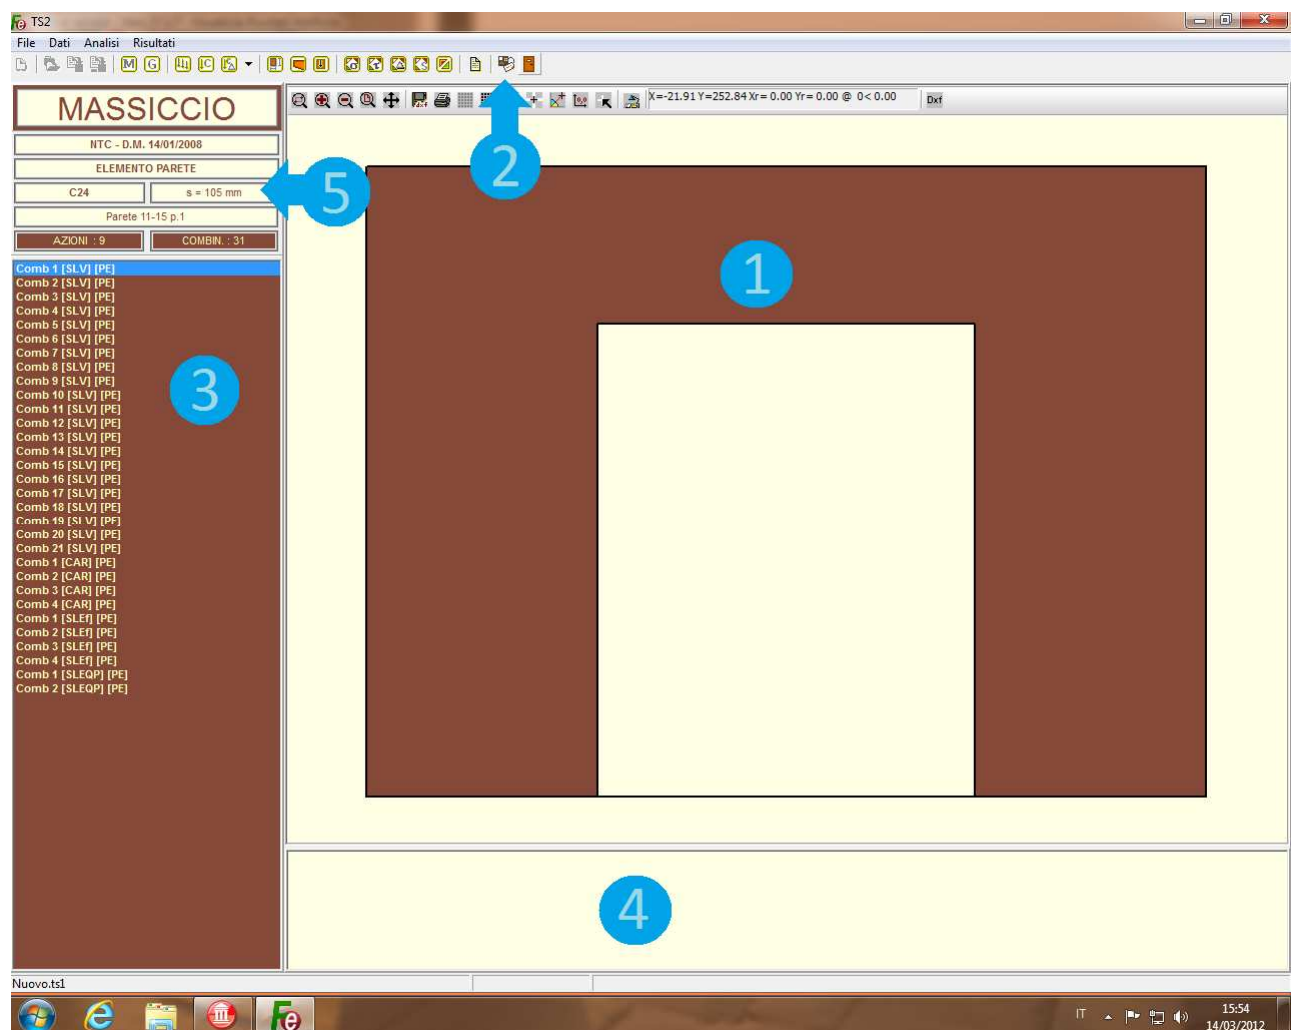 TS2
File Dati Analisi Risultati
M G C
X=-21.91 Y=252.84 Xr= 0.00 Yr= 0.00 @ 0< 0.00 Dxf
MASSICCIO
NTC - D.M. 14/01/2008
ELEMENTO PARETE
C24 s = 105 mm
Parete 11-15 p.1
AZIONI : 9 COMBIN. : 31
2
5
1
3
4
Comb 1 [SLV] [PE]
Comb 2 [SLV] [PE]
Comb 3 [SLV] [PE]
Comb 4 [SLV] [PE]
Comb 5 [SLV] [PE]
Comb 6 [SLV] [PE]
Comb 7 [SLV] [PE]
Comb 8 [SLV] [PE]
Comb 9 [SLV] [PE]
Comb 10 [SLV] [PE]
Comb 11 [SLV] [PE]
Comb 12 [SLV] [PE]
Comb 13 [SLV] [PE]
Comb 14 [SLV] [PE]
Comb 15 [SLV] [PE]
Comb 16 [SLV] [PE]
Comb 17 [SLV] [PE]
Comb 18 [SLV] [PE]
Comb 19 [SLV] [PE]
Comb 20 [SLV] [PE]
Comb 21 [SLV] [PE]
Comb 1 [CAR] [PE]
Comb 2 [CAR] [PE]
Comb 3 [CAR] [PE]
Comb 4 [CAR] [PE]
Comb 1 [SLEf] [PE]
Comb 2 [SLEf] [PE]
Comb 3 [SLEf] [PE]
Comb 4 [SLEf] [PE]
Comb 1 [SLEQP] [PE]
Comb 2 [SLEQP] [PE]
Nuovo.ts1
Fe
IT
15:54
14/03/2012